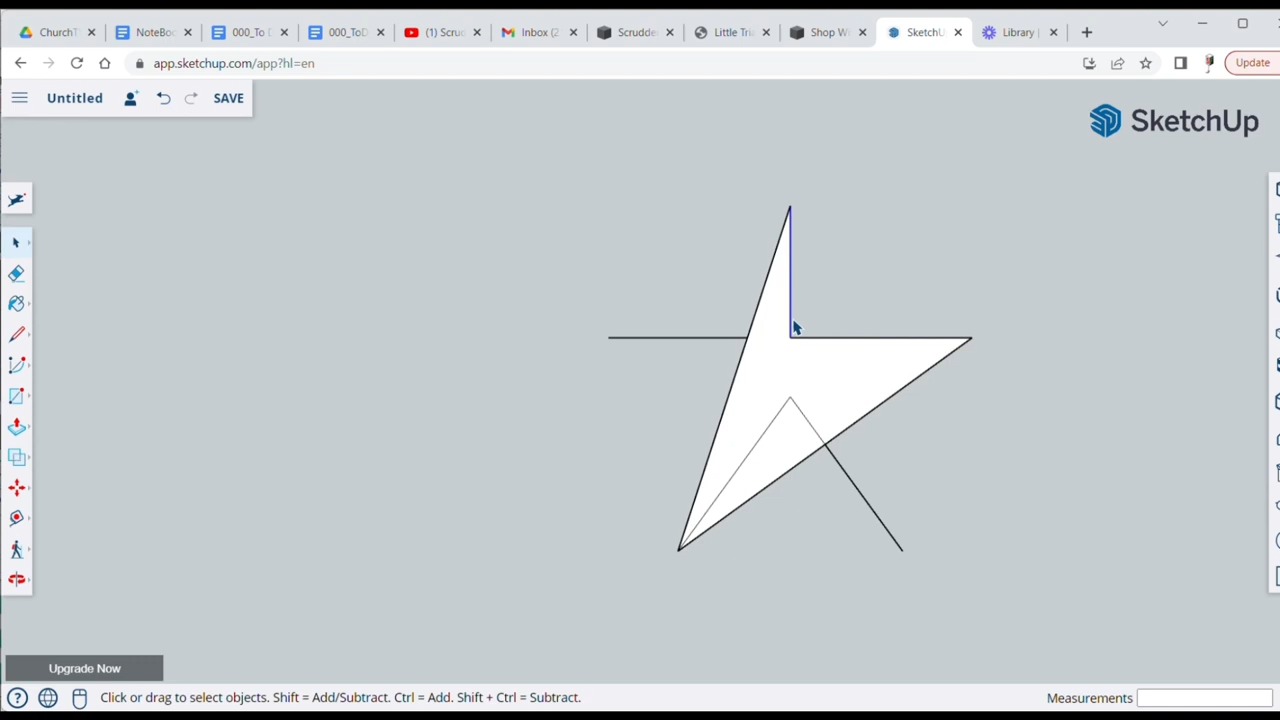 ChurchT
NoteBo
000_To D
000_ToD
(1) Scru
Inbox (2
Scrudde
Little Tri
Shop W
SketchU
Library |
app.sketchup.com/app?hl=en
Update
Untitled
SAVE
SketchUp
Upgrade Now
Click or drag to select objects. Shift = Add/Subtract. Ctrl = Add. Shift + Ctrl = Subtract.
Measurements